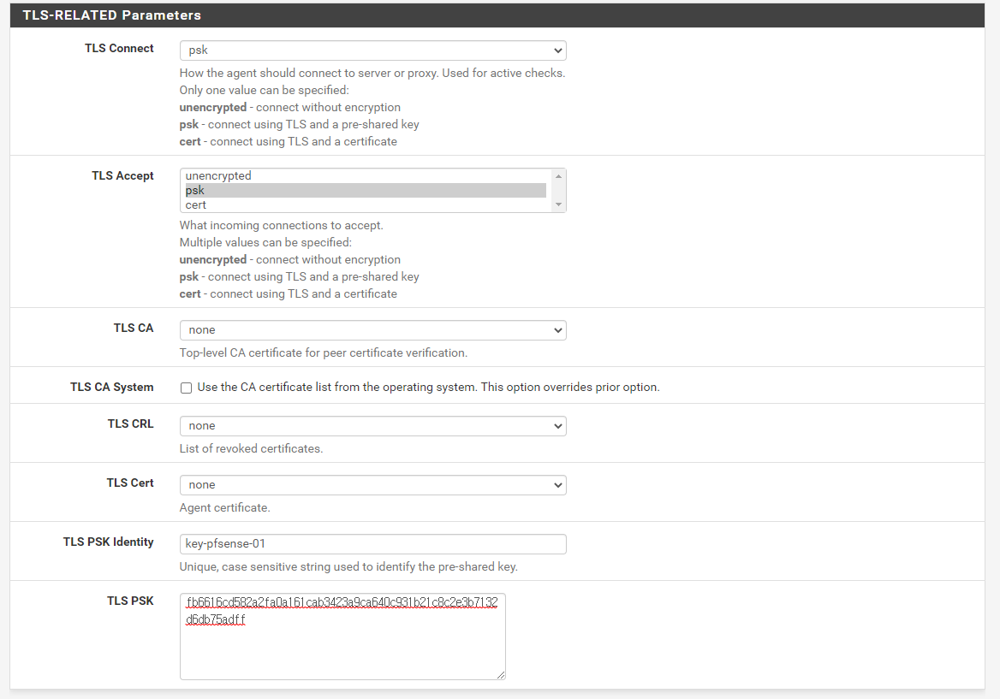 TLS-RELATED Parameters
TLS Connect
psk
How the agent should connect to server or proxy. Used for active checks.
Only one value can be specified:
unencrypted - connect without encryption
psk - connect using TLS and a pre-shared key
cert - connect using TLS and a certificate
TLS Accept
unencrypted
psk
cert
What incoming connections to accept.
Multiple values can be specified:
unencrypted - connect without encryption
psk - connect using TLS and a pre-shared key
cert - connect using TLS and a certificate
TLS CA
none
Top-level CA certificate for peer certificate verification.
TLS CA System
Use the CA certificate list from the operating system. This option overrides prior option.
TLS CRL
none
List of revoked certificates.
TLS Cert
none
Agent certificate.
TLS PSK Identity
key-pfsense-01
Unique, case sensitive string used to identify the pre-shared key.
TLS PSK
fb6616cd582a2fa0a161cab3423a9ca640c931b21c8c2e3b7132
d6db75adff